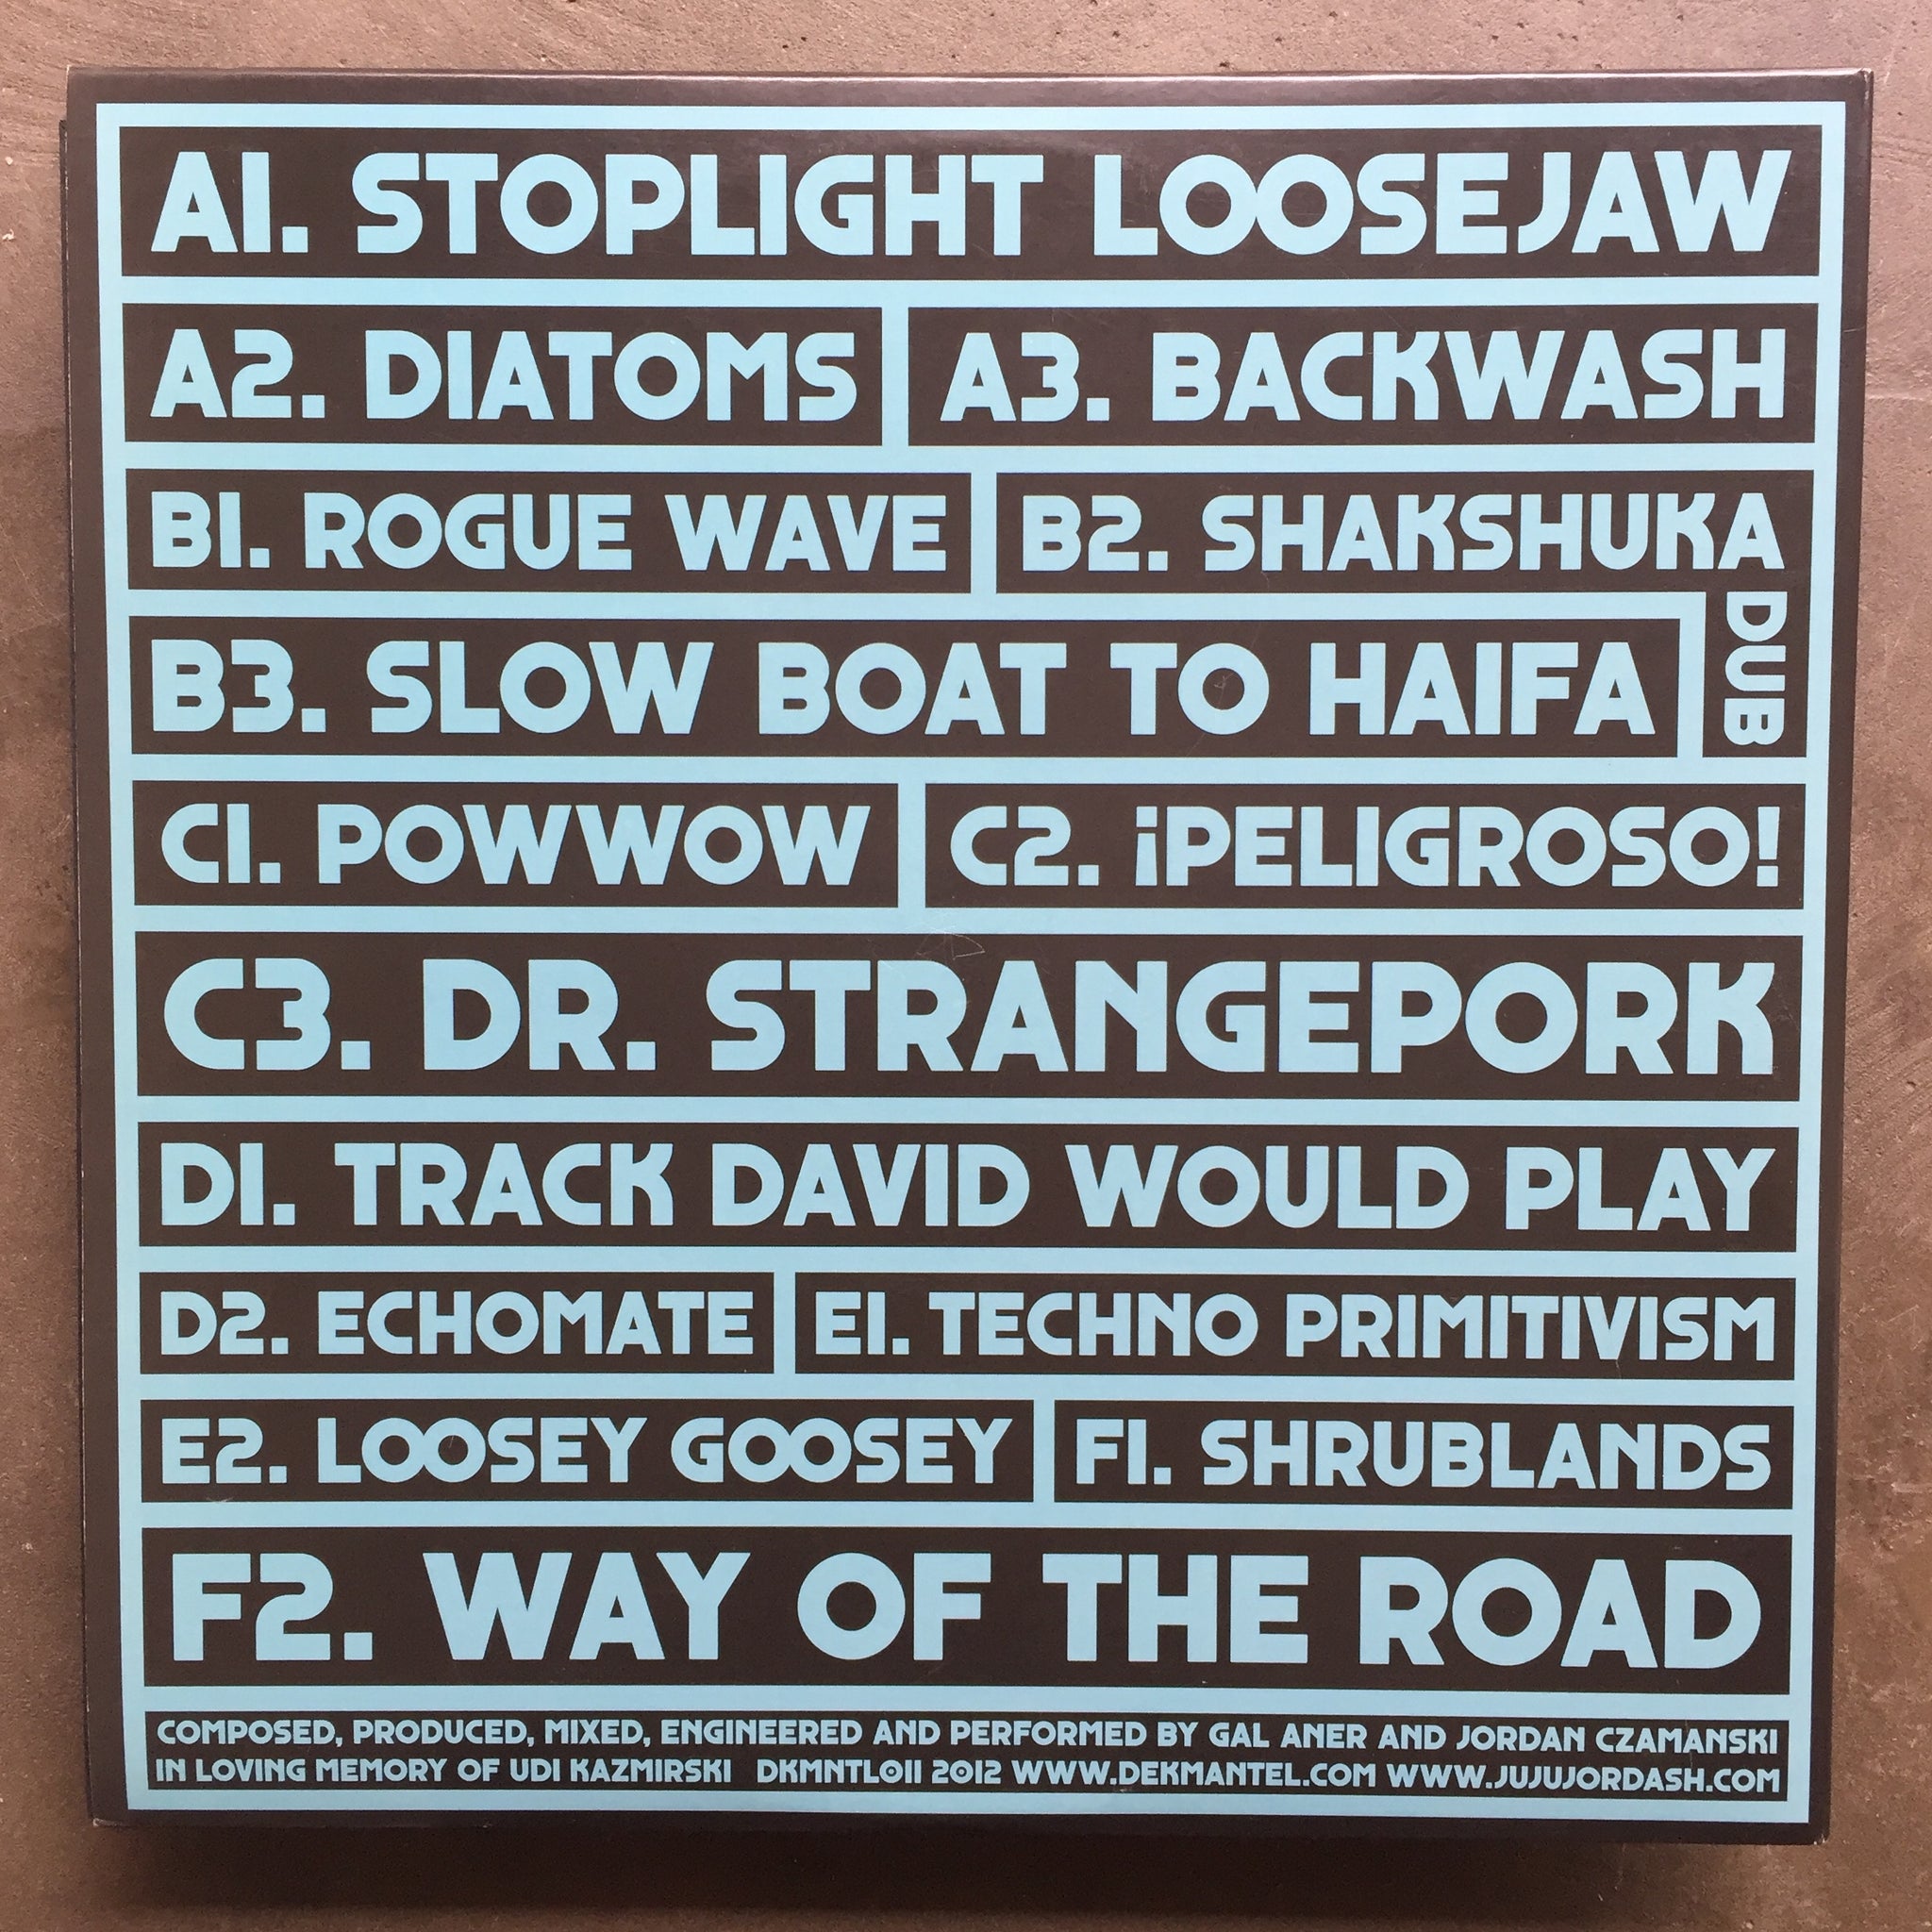 A1. STOPLIGHT LOOSEJAW
A2. DIATOMS
A3. BACKWASH
B1. ROGUE WAVE
B2. SHAKSHUKA DUB
B3. SLOW BOAT TO HAIFA
C1. POWWOW
C2. ¡PELIGROSO!
C3. DR. STRANGEPORK
D1. TRACK DAVID WOULD PLAY
D2. ECHOMATE
E1. TECHNO PRIMITIVISM
E2. LOOSEY GOOSEY
F1. SHRUBLANDS
F2. WAY OF THE ROAD
COMPOSED, PRODUCED, MIXED, ENGINEERED AND PERFORMED BY GAL ANER AND JORDAN CZAMANSKI
IN LOVING MEMORY OF UDI KAZMIRSKI DKMNTL011 2012 WWW.DEKMANTEL.COM WWW.JUJUJORDASH.COM